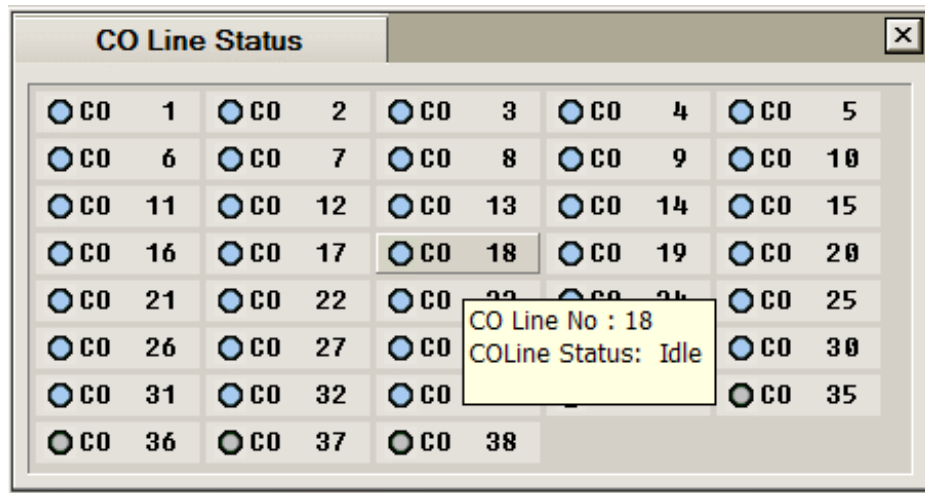 CO Line Status
CO 1 CO 2 CO 3 CO 4 CO 5
CO 6 CO 7 CO 8 CO 9 CO 10
CO 11 CO 12 CO 13 CO 14 CO 15
CO 16 CO 17 CO 18 CO 19 CO 20
CO 21 CO 22 CO CO 25
CO Line No : 18
CO 26 CO 27 CO CO 30
COLine Status: Idle
CO 31 CO 32 CO CO 35
CO 36 CO 37 CO 38